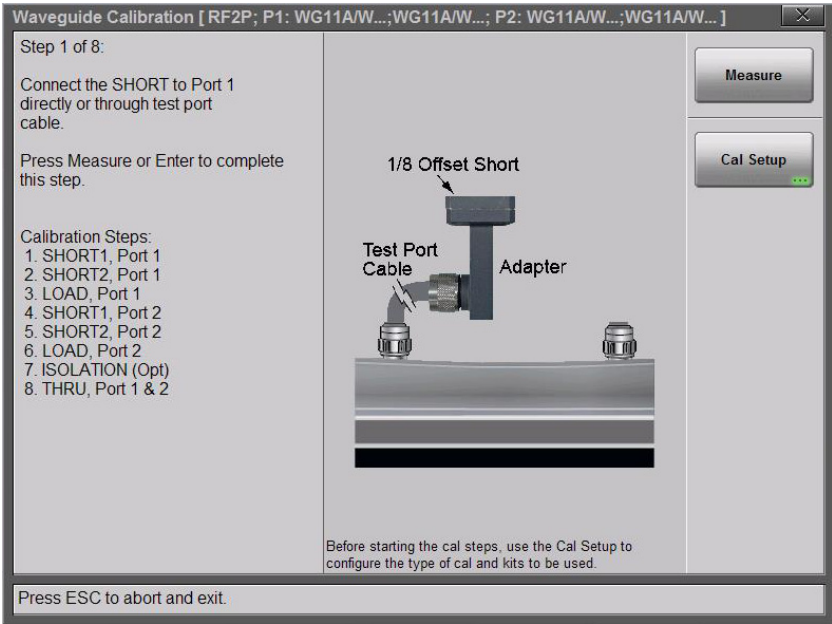 Waveguide Calibration [ RF2P; P1: WG11A/W...;WG11A/W...; P2: WG11A/W...;WG11A/W... ]
Step 1 of 8:
Connect the SHORT to Port 1
directly or through test port
cable.
Press Measure or Enter to complete
this step.
Calibration Steps:
1. SHORT1, Port 1
2. SHORT2, Port 1
3. LOAD, Port 1
4. SHORT1, Port 2
5. SHORT2, Port 2
6. LOAD, Port 2
7. ISOLATION (Opt)
8. THRU, Port 1 & 2
1/8 Offset Short
Test Port
Cable
Adapter
Before starting the cal steps, use the Cal Setup to
configure the type of cal and kits to be used.
Measure
Cal Setup
Press ESC to abort and exit.